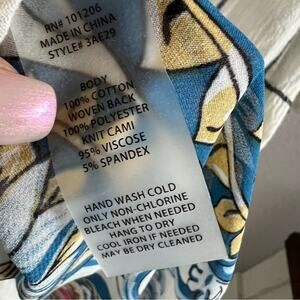 RN# 101206
MADE IN CHINA
STYLE# 3AE29
BODY
100% COTTON
WOVEN BACK
100% POLYESTER
KNIT CAMI
95% VISCOSE
5% SPANDEX
HAND WASH COLD
ONLY NON-CHLORINE
BLEACH WHEN NEEDED
HANG TO DRY
COOL IRON IF NEEDED
MAY BE DRY CLEANED